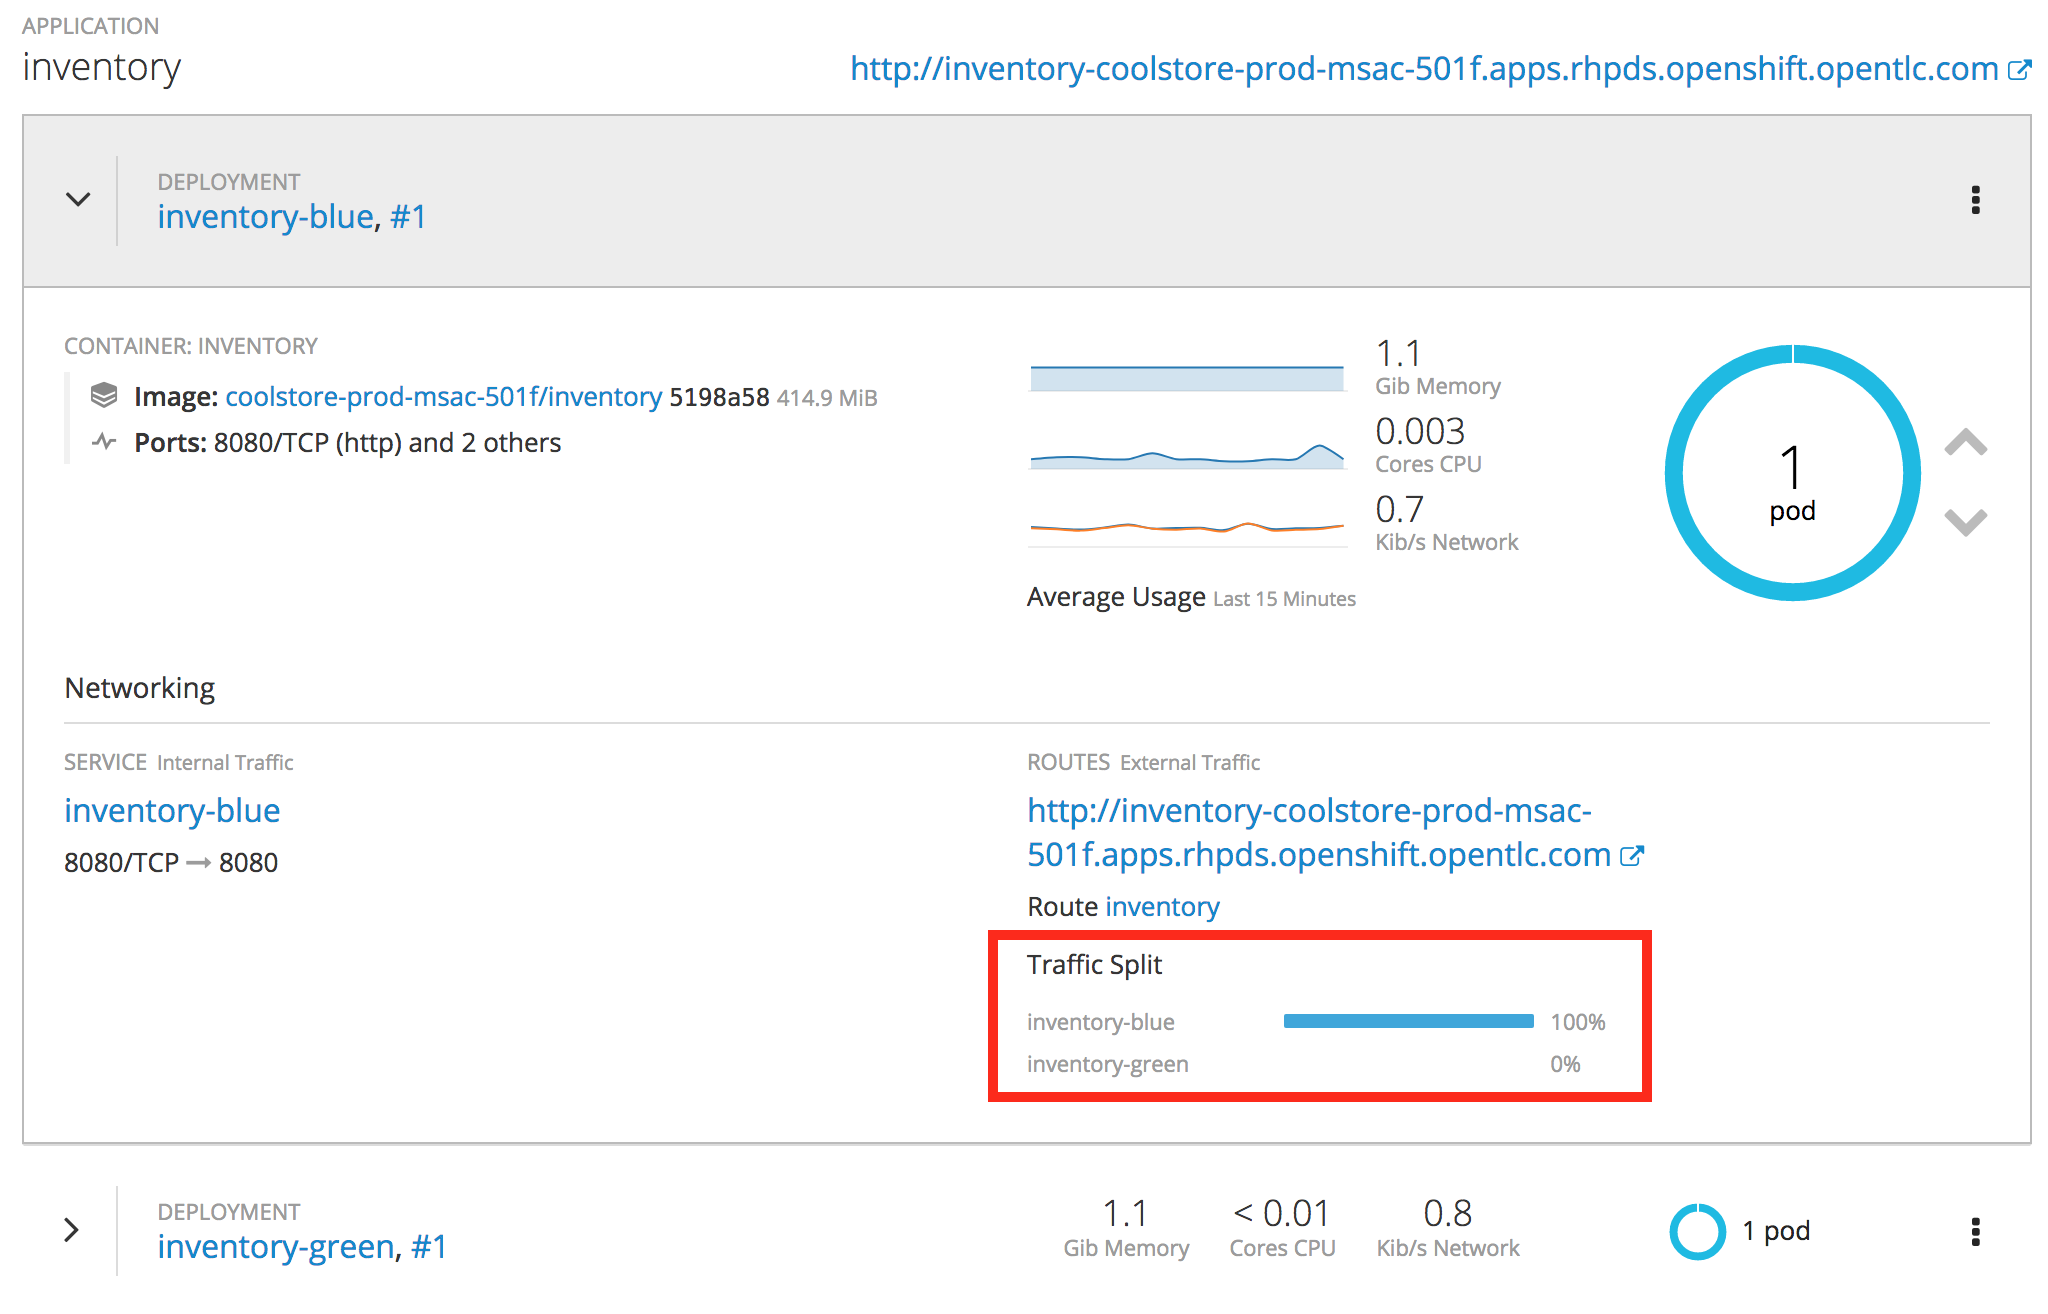 APPLICATION
inventory
http://inventory-coolstore-prod-msac-501f.apps.rhpds.openshift.opentlc.com
DEPLOYMENT
inventory-blue, #1
CONTAINER: INVENTORY
Image: coolstore-prod-msac-501f/inventory 5198a58 414.9 MiB
Ports: 8080/TCP (http) and 2 others
1.1
Gib Memory
0.003
Cores CPU
0.7
Kib/s Network
Average Usage Last 15 Minutes
1
pod
Networking
SERVICE Internal Traffic
inventory-blue
8080/TCP → 8080
ROUTES External Traffic
http://inventory-coolstore-prod-msac-
501f.apps.rhpds.openshift.opentlc.com
Route inventory
Traffic Split
inventory-blue 100%
inventory-green 0%
DEPLOYMENT
inventory-green, #1
1.1
Gib Memory
< 0.01
Cores CPU
0.8
Kib/s Network
1 pod